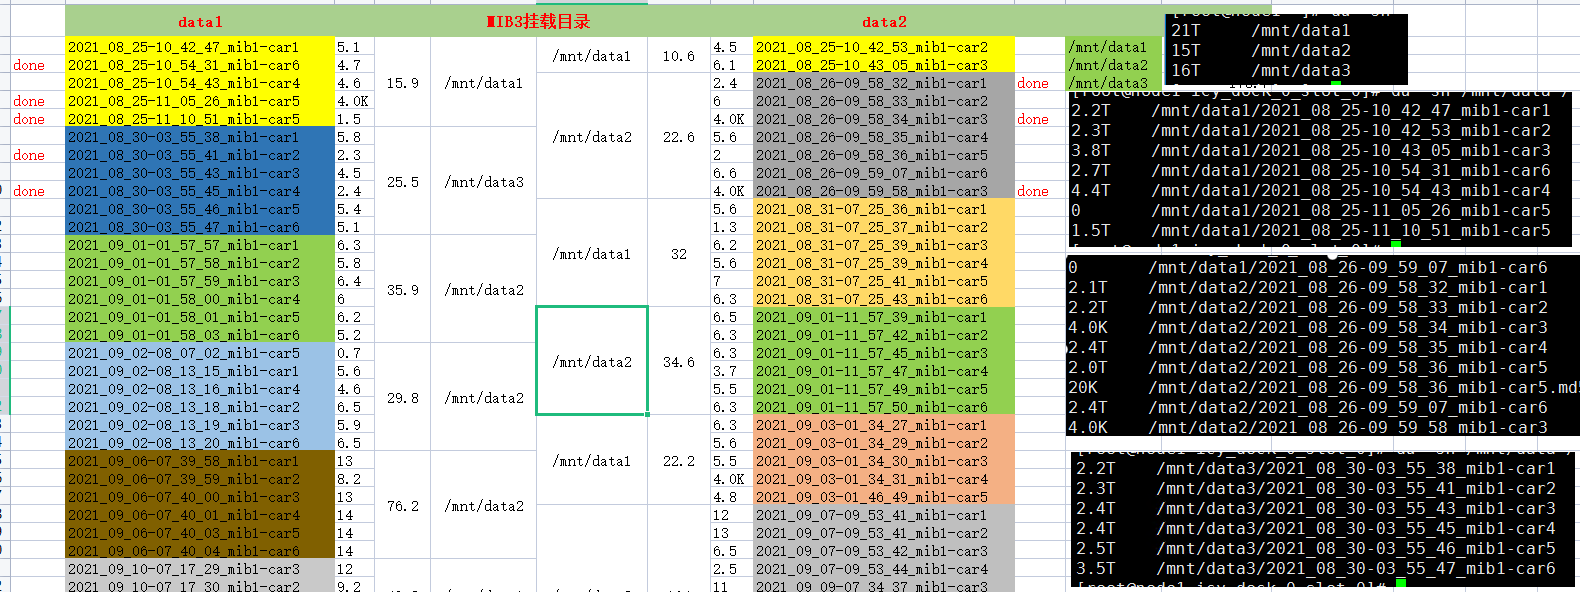 data1 MIB3挂载目录 data2
2021_08_25-10_42_47_mib1-car1 5.1 4.5 2021_08_25-10_42_53_mib1-car2 /mnt/data1
done 2021_08_25-10_54_31_mib1-car6 4.7 /mnt/data1 10.6 6.1 2021_08_25-10_43_05_mib1-car3 /mnt/data2
2021_08_25-10_54_43_mib1-car4 4.6 15.9 /mnt/data1 2.4 2021_08_26-09_58_32_mib1-car1 done /mnt/data3
done 2021_08_25-11_05_26_mib1-car5 4.0K 6 2021_08_26-09_58_33_mib1-car2
done 2021_08_25-11_10_51_mib1-car5 1.5 4.0K 2021_08_26-09_58_34_mib1-car3 done
2021_08_30-03_55_38_mib1-car1 5.8 /mnt/data2 22.6 5.6 2021_08_26-09_58_35_mib1-car4
done 2021_08_30-03_55_41_mib1-car2 2.3 2 2021_08_26-09_58_36_mib1-car5
2021_08_30-03_55_43_mib1-car3 4.5 25.5 /mnt/data3 6.6 2021_08_26-09_59_07_mib1-car6
done 2021_08_30-03_55_45_mib1-car4 2.4 4.0K 2021_08_26-09_59_58_mib1-car3 done
2021_08_30-03_55_46_mib1-car5 5.4 5.6 2021_08_31-07_25_36_mib1-car1
2021_08_30-03_55_47_mib1-car6 5.1 1.3 2021_08_31-07_25_37_mib1-car2
2021_09_01-01_57_57_mib1-car1 6.3 /mnt/data1 32 6.2 2021_08_31-07_25_39_mib1-car3
2021_09_01-01_57_58_mib1-car2 5.8 5.6 2021_08_31-07_25_39_mib1-car4
2021_09_01-01_57_59_mib1-car3 6.4 35.9 /mnt/data2 7 2021_08_31-07_25_41_mib1-car5
2021_09_01-01_58_00_mib1-car4 6 6.3 2021_08_31-07_25_43_mib1-car6
2021_09_01-01_58_01_mib1-car5 6.2 6.5 2021_09_01-11_57_39_mib1-car1
2021_09_01-01_58_03_mib1-car6 5.2 6.3 2021_09_01-11_57_42_mib1-car2
2021_09_02-08_07_02_mib1-car5 0.7 /mnt/data2 34.6 6.3 2021_09_01-11_57_45_mib1-car3
2021_09_02-08_13_15_mib1-car1 5.6 3.7 2021_09_01-11_57_47_mib1-car4
2021_09_02-08_13_16_mib1-car4 4.6 29.8 /mnt/data2 5.5 2021_09_01-11_57_49_mib1-car5
2021_09_02-08_13_18_mib1-car2 6.5 6.3 2021_09_01-11_57_50_mib1-car6
2021_09_02-08_13_19_mib1-car3 5.9 6.3 2021_09_03-01_34_27_mib1-car1
2021_09_02-08_13_20_mib1-car6 6.5 5.6 2021_09_03-01_34_29_mib1-car2
2021_09_06-07_39_58_mib1-car1 13 /mnt/data1 22.2 5.5 2021_09_03-01_34_30_mib1-car3
2021_09_06-07_39_59_mib1-car2 8.2 4.0K 2021_09_03-01_34_31_mib1-car4
2021_09_06-07_40_00_mib1-car3 13 76.2 /mnt/data2 4.8 2021_09_03-01_46_49_mib1-car5
2021_09_06-07_40_01_mib1-car4 14 12 2021_09_07-09_53_41_mib1-car1
2021_09_06-07_40_03_mib1-car5 14 13 2021_09_07-09_53_41_mib1-car2
2021_09_06-07_40_04_mib1-car6 14 6.5 2021_09_07-09_53_42_mib1-car3
2021_09_10-07_17_29_mib1-car3 12 2.5 2021_09_07-09_53_44_mib1-car4
2021_09_10-07_17_30_mib1-car2 9.2 11 2021_09_09-07_34_37_mib1-car3
21T /mnt/data1
15T /mnt/data2
16T /mnt/data3
2.2T /mnt/data1/2021_08_25-10_42_47_mib1-car1
2.3T /mnt/data1/2021_08_25-10_42_53_mib1-car2
3.8T /mnt/data1/2021_08_25-10_43_05_mib1-car3
2.7T /mnt/data1/2021_08_25-10_54_31_mib1-car6
4.4T /mnt/data1/2021_08_25-10_54_43_mib1-car4
0 /mnt/data1/2021_08_25-11_05_26_mib1-car5
1.5T /mnt/data1/2021_08_25-11_10_51_mib1-car5
0 /mnt/data1/2021_08_26-09_59_07_mib1-car6
2.1T /mnt/data2/2021_08_26-09_58_32_mib1-car1
2.2T /mnt/data2/2021_08_26-09_58_33_mib1-car2
4.0K /mnt/data2/2021_08_26-09_58_34_mib1-car3
2.4T /mnt/data2/2021_08_26-09_58_35_mib1-car4
2.0T /mnt/data2/2021_08_26-09_58_36_mib1-car5
20K /mnt/data2/2021_08_26-09_58_36_mib1-car5.md5
2.4T /mnt/data2/2021_08_26-09_59_07_mib1-car6
4.0K /mnt/data2/2021_08_26-09_59_58_mib1-car3
2.2T /mnt/data3/2021_08_30-03_55_38_mib1-car1
2.3T /mnt/data3/2021_08_30-03_55_41_mib1-car2
2.4T /mnt/data3/2021_08_30-03_55_43_mib1-car3
2.4T /mnt/data3/2021_08_30-03_55_45_mib1-car4
2.5T /mnt/data3/2021_08_30-03_55_46_mib1-car5
3.5T /mnt/data3/2021_08_30-03_55_47_mib1-car6